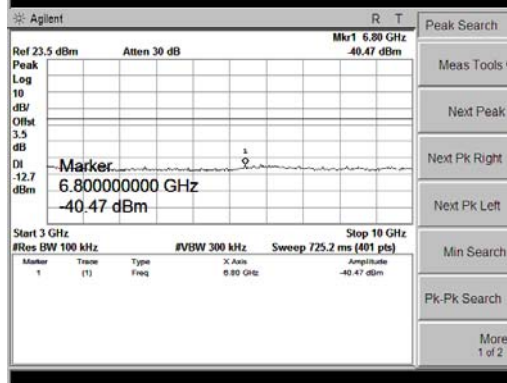 Agilent R T
Mkr1 6.80 GHz
Ref 23.5 dBm Atten 30 dB -40.47 dBm
Peak
Log
10
dB/
Offst
3.5
dB
DI
-12.7
dBm
1
Marker
6.800000000 GHz
-40.47 dBm
Start 3 GHz Stop 10 GHz
#Res BW 100 kHz #VBW 300 kHz Sweep 725.2 ms (401 pts)
Marker Trace Type X Axis Amplitude
1 (1) Freq 6.80 GHz -40.47 dBm
Peak Search
Meas Tools
Next Peak
Next Pk Right
Next Pk Left
Min Search
Pk-Pk Search
More
1 of 2